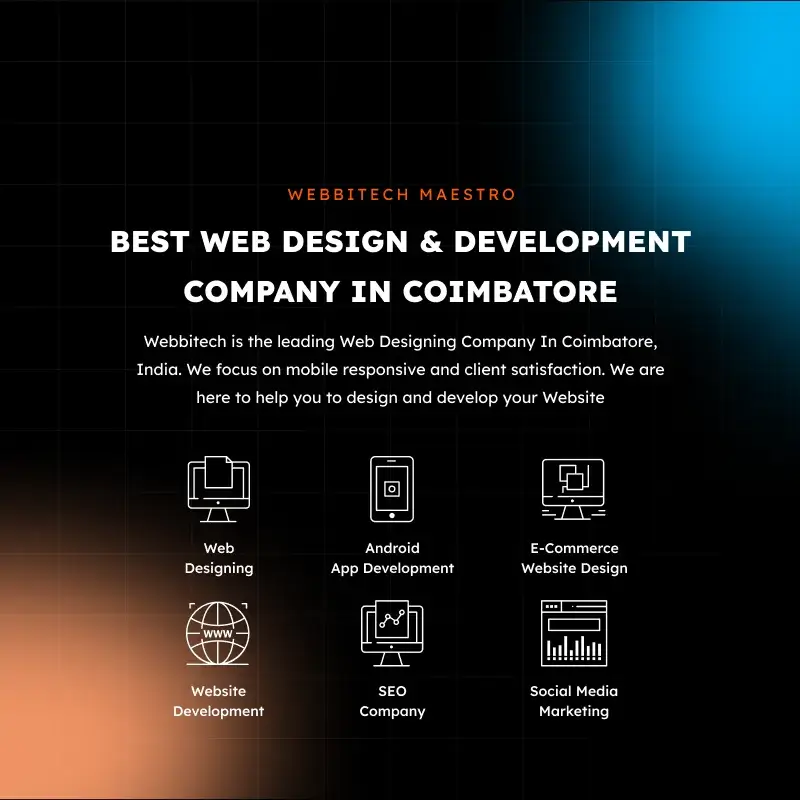 WEBBITECH MAESTRO
BEST WEB DESIGN & DEVELOPMENT
COMPANY IN COIMBATORE
Webbitech is the leading Web Designing Company In Coimbatore,
India. We focus on mobile responsive and client satisfaction. We are
here to help you to design and develop your Website
Web
Designing
Android
App Development
E-Commerce
Website Design
WWW
Website
Development
SEO
Company
Social Media
Marketing